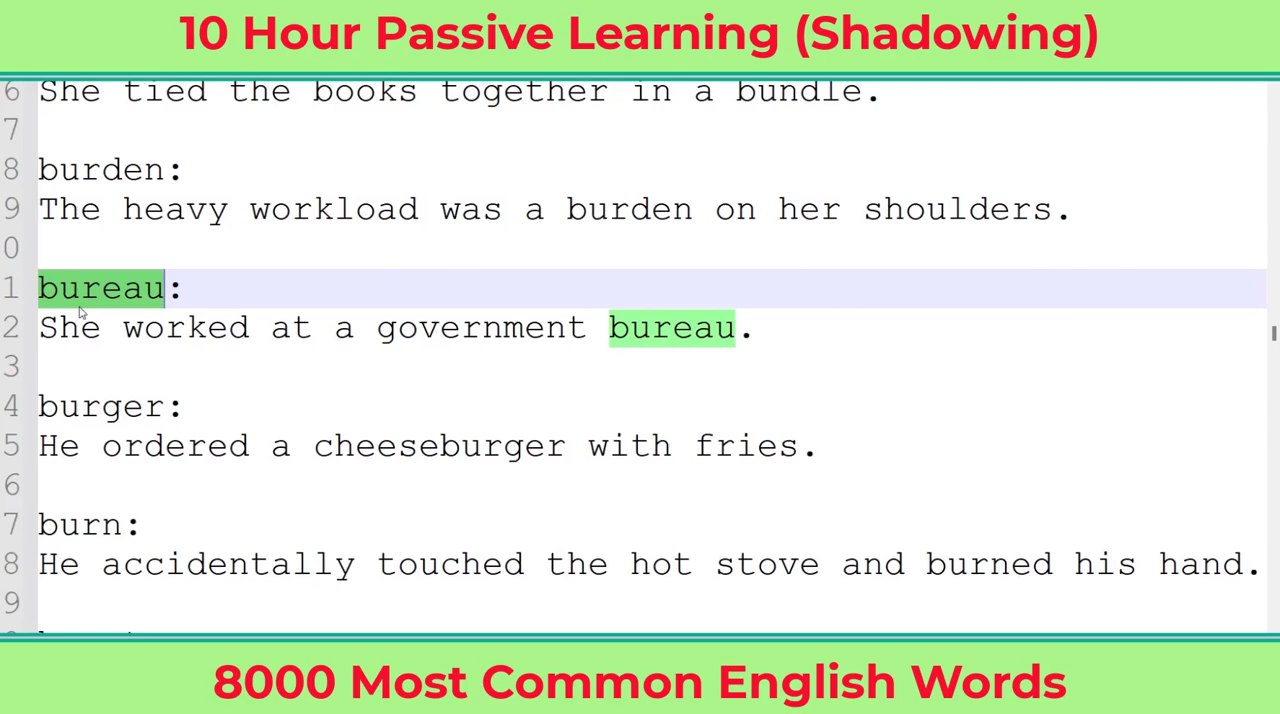 10 Hour Passive Learning (Shadowing)
6 She tied the books together in a bundle.
7
8 burden:
9 The heavy workload was a burden on her shoulders.
0
1 bureau:
2 She worked at a government bureau.
3
4 burger:
5 He ordered a cheeseburger with fries.
6
7 burn:
8 He accidentally touched the hot stove and burned his hand.
9
8000 Most Common English Words